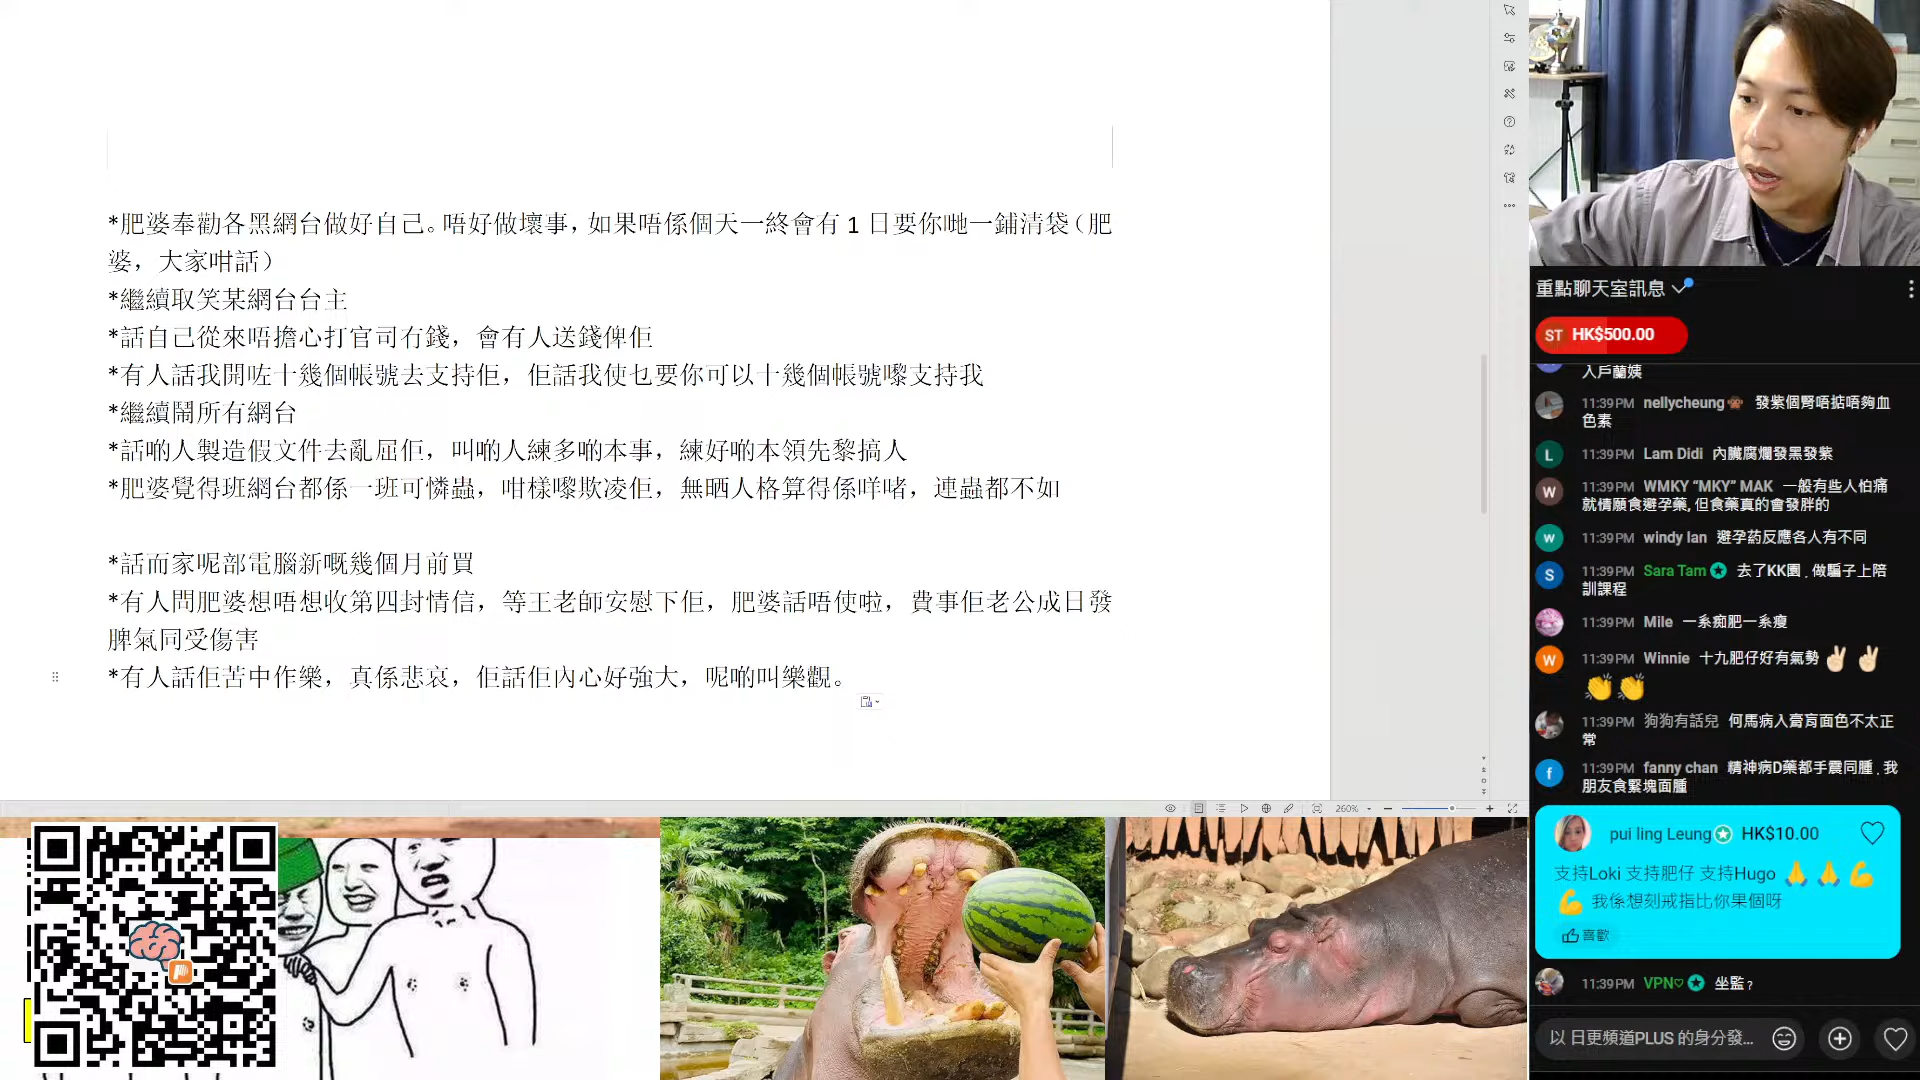 *肥婆奉勸各黑網台做好自己。唔好做壞事，如果唔係個天一終會有 1 日要你哋一鋪清袋（肥
婆，大家咁話）
*繼續取笑某網台台主
*話自己從來唔擔心打官司冇錢，會有人送錢俾佢
*有人話我開咗十幾個帳號去支持佢，佢話我使乜要你可以十幾個帳號嚟支持我
*繼續鬧所有網台
*話啲人製造假文件去亂屈佢，叫啲人練多啲本事，練好啲本領先黎搞人
*肥婆覺得班網台都係一班可憐蟲，咁樣嚟欺凌佢，無晒人格算得係咩啫，連蟲都不如
*話而家呢部電腦新嘅幾個月前買
*有人問肥婆想唔想收第四封情信，等王老師安慰下佢，肥婆話唔使啦，費事佢老公成日發
脾氣同受傷害
*有人話佢苦中作樂，真係悲哀，佢話佢內心好強大，呢啲叫樂觀。
260%
重點聊天室訊息
ST HK$500.00
入戶蘭姨
11:39 PM nellycheung🐵 發紫個腎唔掂唔夠血
色素
L 11:39 PM Lam Didi 內臟腐爛發黑發紫
W 11:39 PM WMKY “MKY” MAK 一般有些人怕痛
就情願食避孕藥, 但食藥真的會發胖的
w 11:39 PM windy lan 避孕药反應各人有不同
S 11:39 PM Sara Tam 去了KK園 , 做騙子上陪
訓課程
11:39 PM Mile 一系痴肥一系瘦
W 11:39 PM Winnie 十九肥仔好有氣勢✌🏻✌🏻
👏👏
11:39 PM 狗狗有話兒 何馬病入膏肓面色不太正
常
f 11:39 PM fanny chan 精神病D藥都手震同腫 , 我
朋友食緊塊面腫
pui ling Leung HK$10.00
支持Loki 支持肥仔 支持Hugo 🙏🙏💪
💪 我係想刻戒指比你果個呀
喜歡
11:39 PM VPN♡ 坐監？
以 日更頻道PLUS 的身分發...